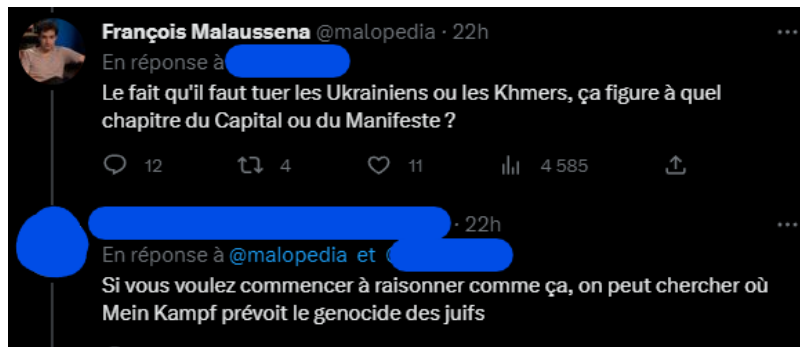 François Malaussena @malopedia · 22h
En réponse à
Le fait qu'il faut tuer les Ukrainiens ou les Khmers, ça figure à quel
chapitre du Capital ou du Manifeste ?
12 4 11 4 585
· 22h
En réponse à @malopedia et
Si vous voulez commencer à raisonner comme ça, on peut chercher où
Mein Kampf prévoit le genocide des juifs